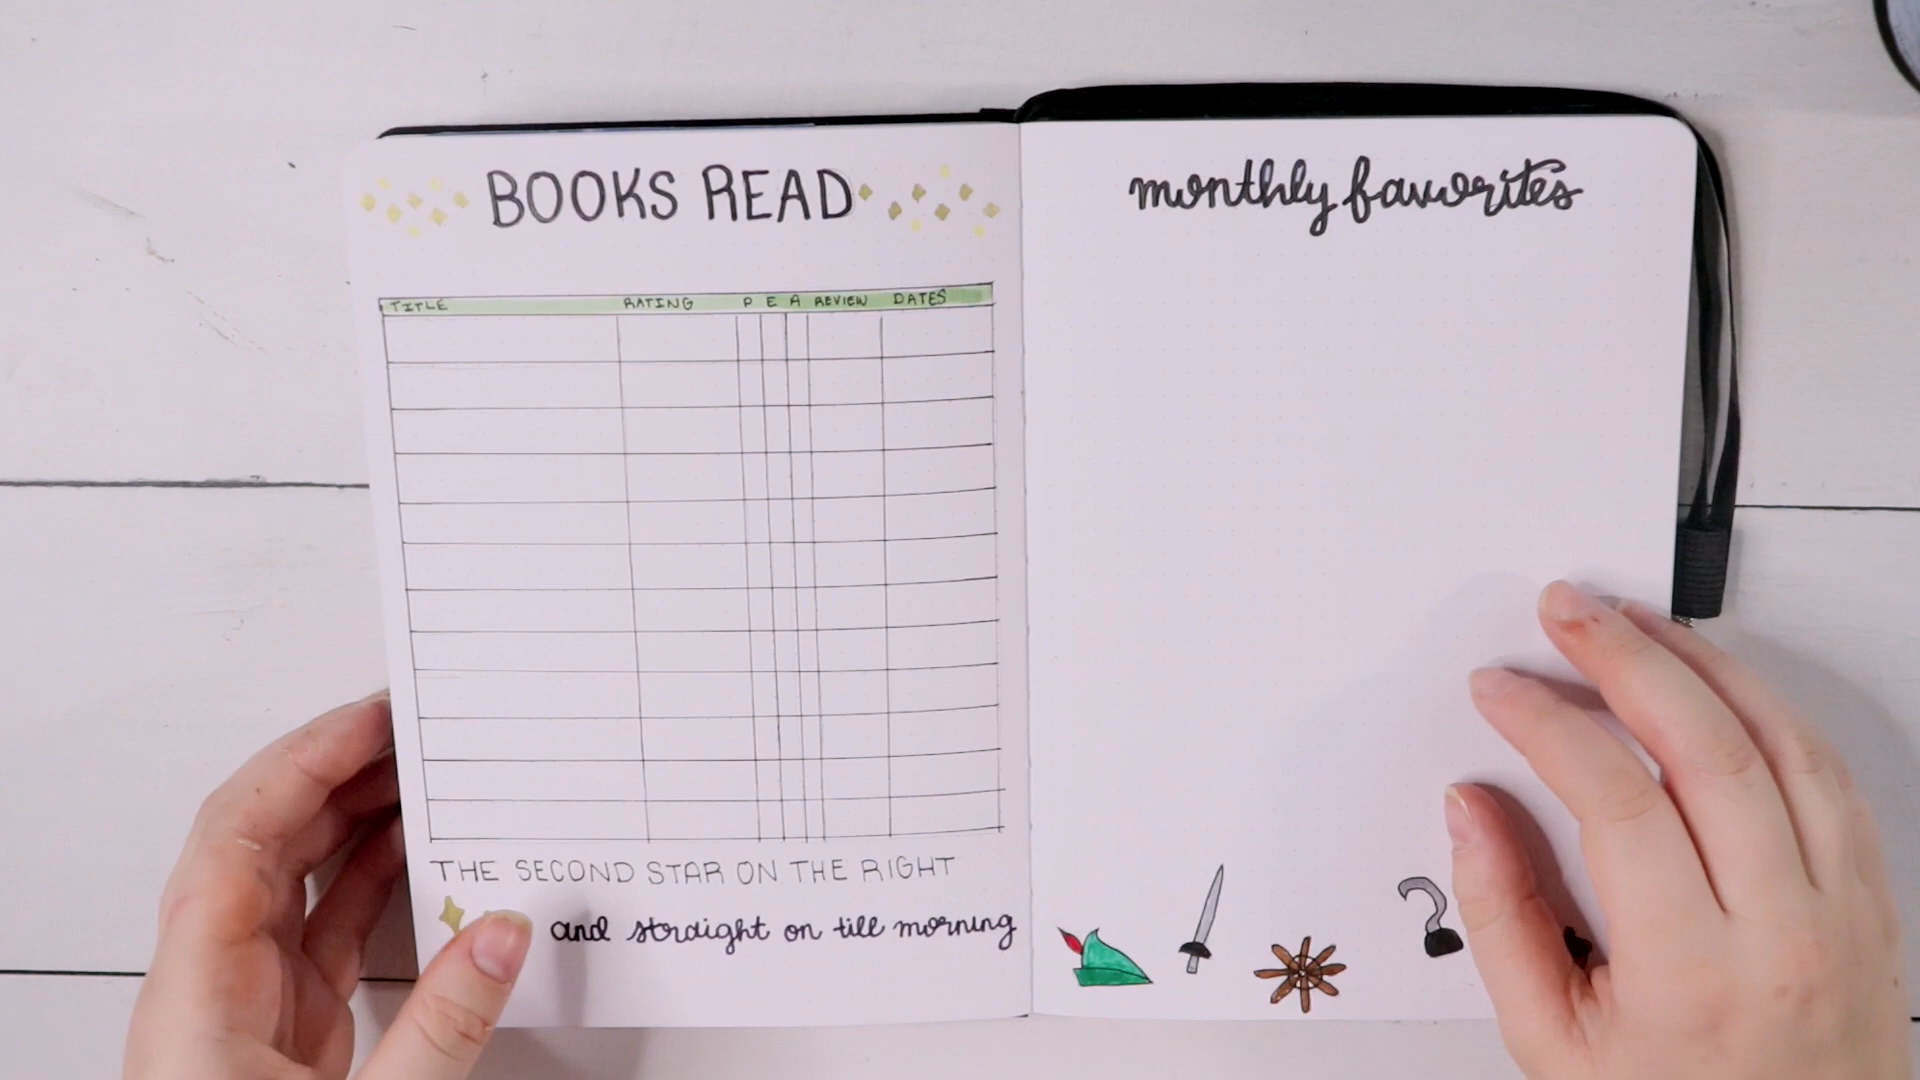 BOOKS READ
TITLE RATING P E A REVIEW DATES
THE SECOND STAR ON THE RIGHT
and straight on till morning
monthly favorites